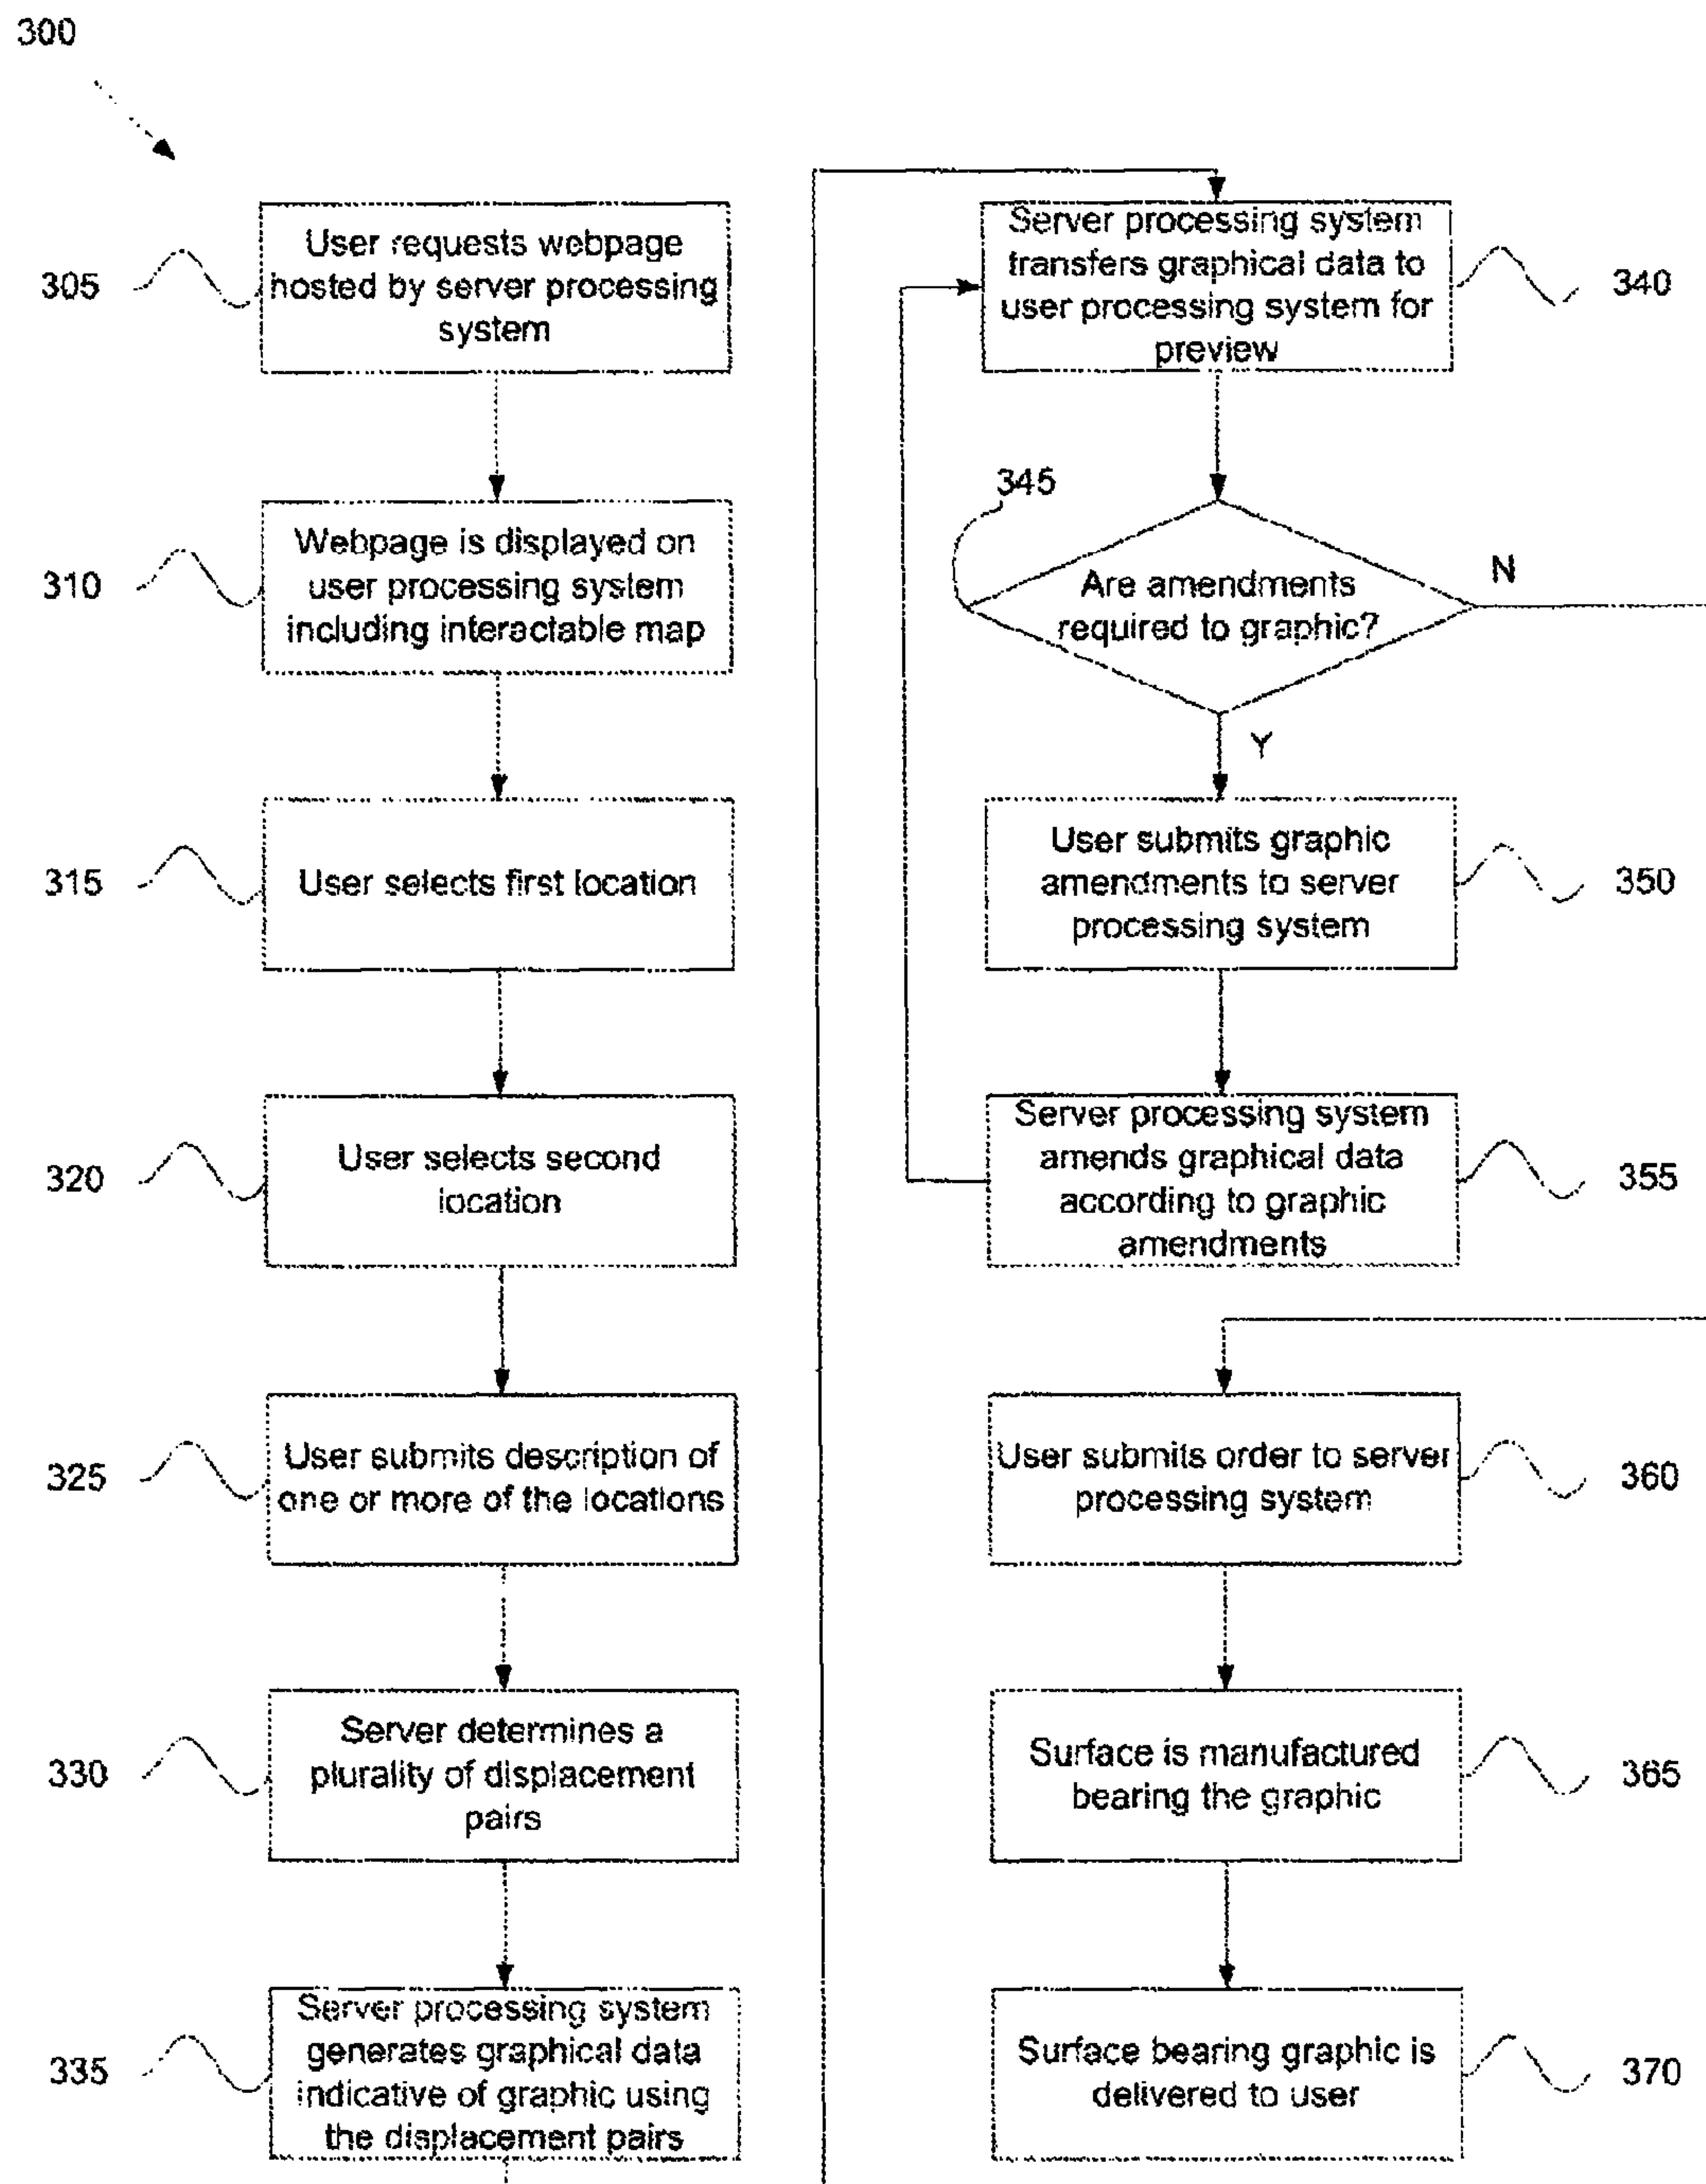 300
305
User requests webpage
hosted by server processing
system
310
Webpage is displayed on
user processing system
including interactable map
315
User selects first location
320
User selects second
location
325
User submits description of
one or more of the locations
330
Server determines a
plurality of displacement
pairs
335
Server processing system
generates graphical data
indicative of graphic using
the displacement pairs
Server processing system
transfers graphical data to
user processing system for
preview
340
345
Are amendments
required to graphic?
N
Y
User submits graphic
amendments to server
processing system
350
Server processing system
amends graphical data
according to graphic
amendments
355
User submits order to server
processing system
360
Surface is manufactured
bearing the graphic
365
Surface bearing graphic is
delivered to user
370